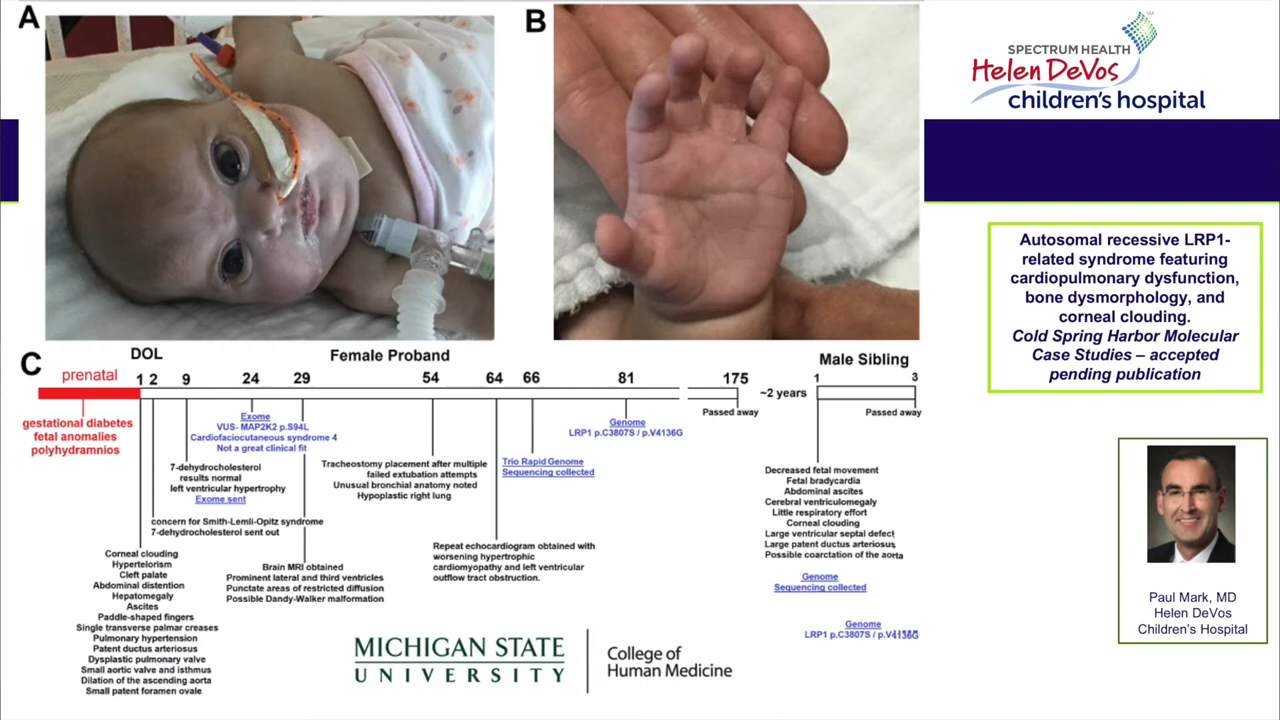 A
B
SPECTRUM HEALTH
Helen DeVos
children's hospital
SM
Autosomal recessive LRP1-
related syndrome featuring
cardiopulmonary dysfunction,
bone dysmorphology, and
corneal clouding.
Cold Spring Harbor Molecular
Case Studies – accepted
pending publication
C
DOL
Female Proband
Male Sibling
prenatal
1 2 9 24 29 54 64 66 81 175 ~2 years 1 3
gestational diabetes
fetal anomalies
polyhydramnios
Passed away
Passed away
Exome
VUS- MAP2K2 p.S94L
Cardiofaciocutaneous syndrome 4
Not a great clinical fit
Genome
LRP1 p.C3807S / p.V4136G
7-dehydrocholesterol
results normal
left ventricular hypertrophy
Exome sent
Tracheostomy placement after multiple
failed extubation attempts
Unusual bronchial anatomy noted
Hypoplastic right lung
Trio Rapid Genome
Sequencing collected
concern for Smith-Lemli-Opitz syndrome
7-dehydrocholesterol sent out
Corneal clouding
Hypertelorism
Cleft palate
Abdominal distention
Hepatomegaly
Ascites
Paddle-shaped fingers
Single transverse palmar creases
Pulmonary hypertension
Patent ductus arteriosus
Dysplastic pulmonary valve
Small aortic valve and isthmus
Dilation of the ascending aorta
Small patent foramen ovale
Brain MRI obtained
Prominent lateral and third ventricles
Punctate areas of restricted diffusion
Possible Dandy-Walker malformation
Repeat echocardiogram obtained with
worsening hypertrophic
cardiomyopathy and left ventricular
outflow tract obstruction.
Decreased fetal movement
Fetal bradycardia
Abdominal ascites
Cerebral ventriculomegaly
Little respiratory effort
Corneal clouding
Large ventricular septal defect
Large patent ductus arteriosus
Possible coarctation of the aorta
Genome
Sequencing collected
Genome
LRP1 p.C3807S /
MICHIGAN STATE
UNIVERSITY
College of
Human Medicine
Paul Mark, MD
Helen DeVos
Children's Hospital